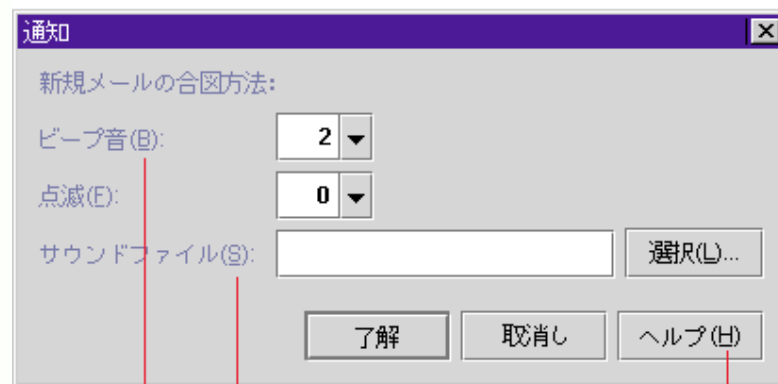 通知
新規メールの合図方法:
ビープ音(B): 2
点滅(F): 0
サウンドファイル(S): 選択(L)...
了解 取消し ヘルプ(H)